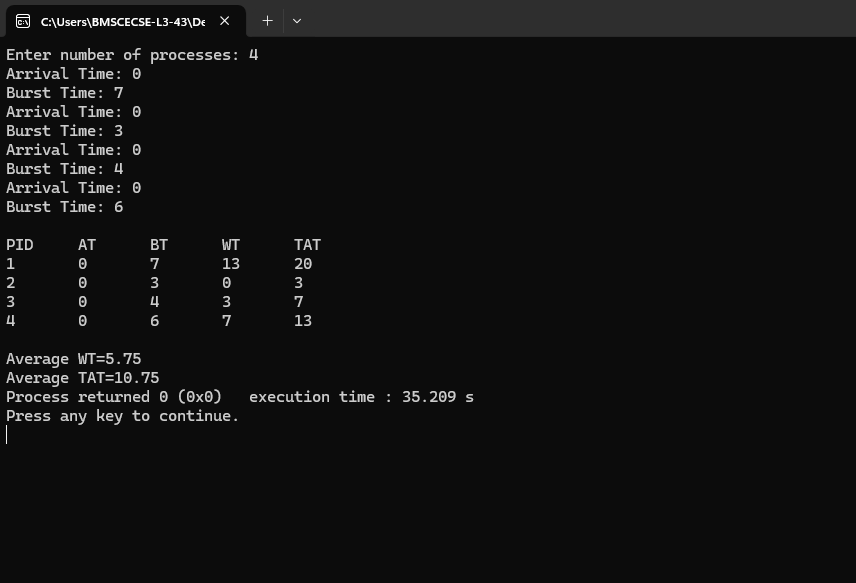 C:\Users\BMSCECSE-L3-43\De
Enter number of processes: 4
Arrival Time: 0
Burst Time: 7
Arrival Time: 0
Burst Time: 3
Arrival Time: 0
Burst Time: 4
Arrival Time: 0
Burst Time: 6
PID AT BT WT TAT
1 0 7 13 20
2 0 3 0 3
3 0 4 3 7
4 0 6 7 13
Average WT=5.75
Average TAT=10.75
Process returned 0 (0x0) execution time : 35.209 s
Press any key to continue.